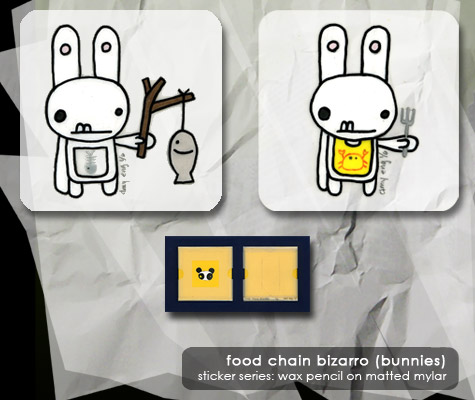 food chain bizarro (bunnies)
sticker series: wax pencil on matted mylar